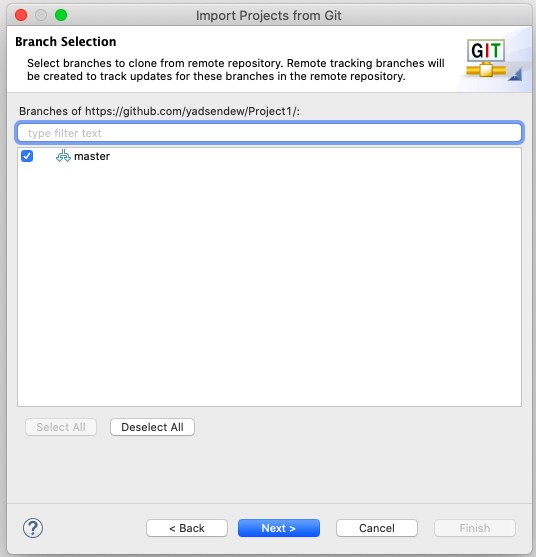 Import Projects from Git
Branch Selection
Select branches to clone from remote repository. Remote tracking branches will
be created to track updates for these branches in the remote repository.
GIT
Branches of https://github.com/yadsendew/Project1/:
type filter text
master
Select All
Deselect All
?
< Back
Next >
Cancel
Finish